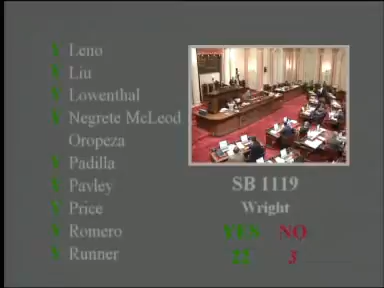 Y Leno
Y Liu
Y Lowenthal
Y Negrete McLeod
Oropeza
Y Padilla
Y Pavley
Y Price
Y Romero
Y Runner
SB 1119
Wright
YES NO
22 3